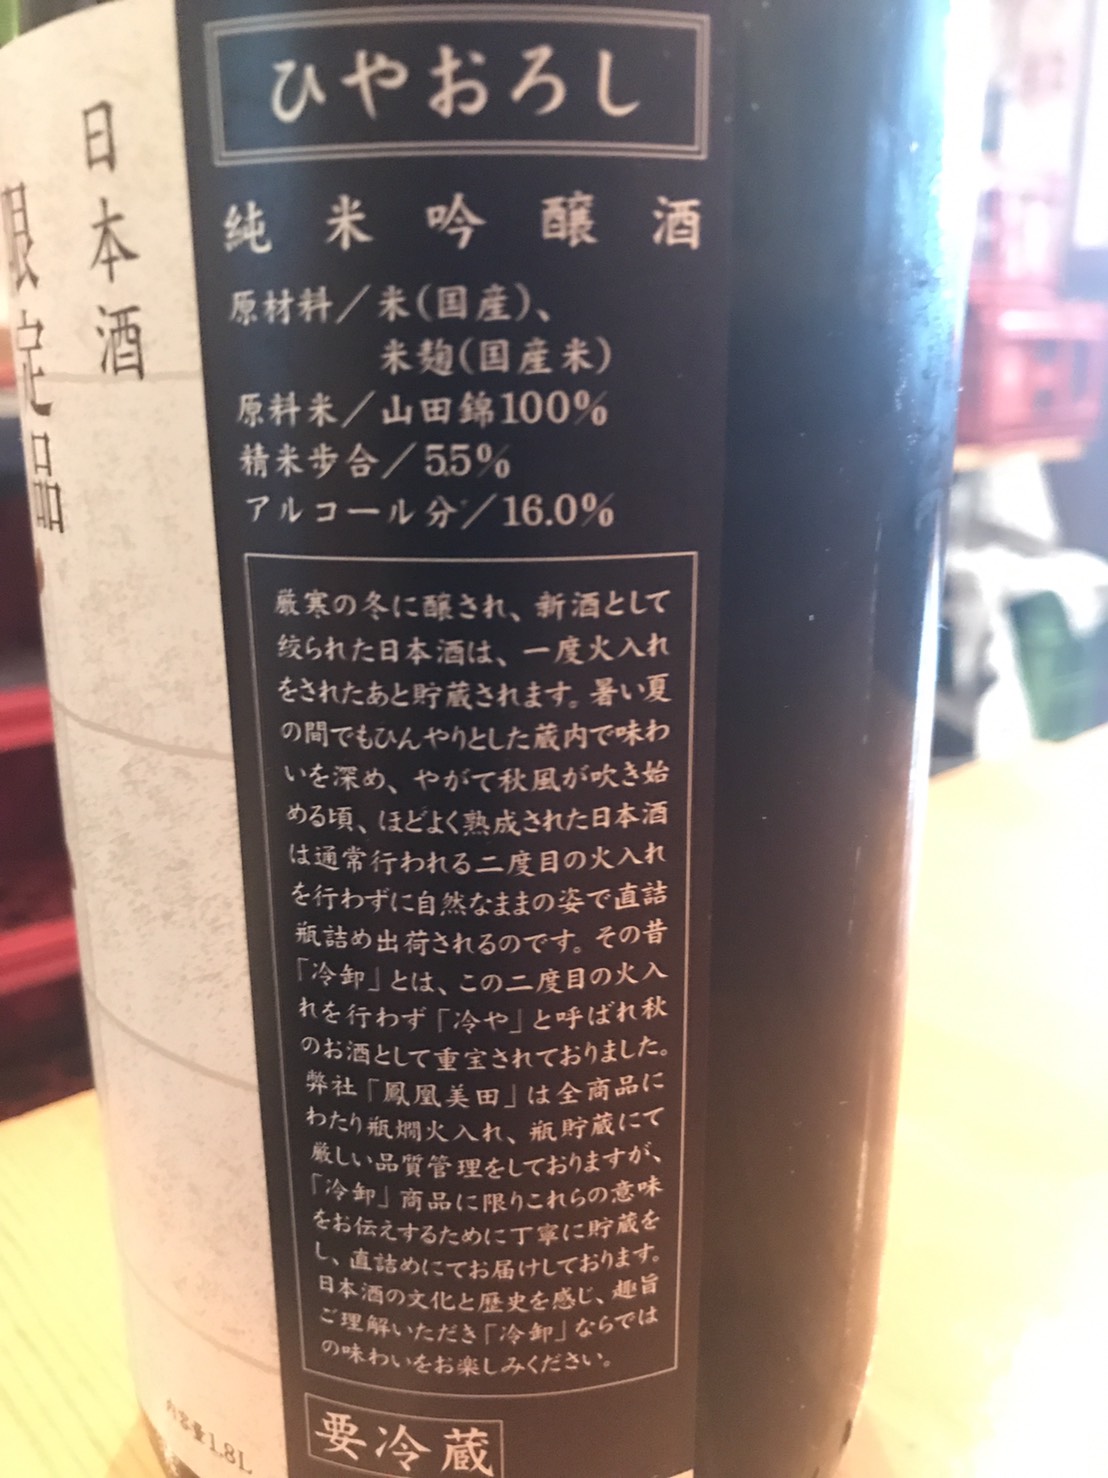 日本酒
限定品
内容量1.8L
ひやおろし
純米吟醸酒
原材料／米(国産)、
米麹(国産米)
原料米／山田錦100%
精米歩合／55%
アルコール分／16.0%
厳寒の冬に醸され、新酒として
絞られた日本酒は、一度火入れ
をされたあと貯蔵されます。暑い夏
の間でもひんやりとした蔵内で味わ
いを深め、やがて秋風が吹き始
める頃、ほどよく熟成された日本酒
は通常行われる二度目の火入れ
を行わずに自然なままの姿で直詰
瓶詰め出荷されるのです。その昔
「冷卸」とは、この二度目の火入
れを行わず「冷や」と呼ばれ秋
のお酒として重宝されておりました。
弊社「鳳凰美田」は全商品に
わたり瓶燗火入れ、瓶貯蔵にて
厳しい品質管理をしておりますが、
「冷卸」商品に限りこれらの意味
をお伝えするために丁寧に貯蔵を
し、直詰めにてお届けしております。
日本酒の文化と歴史を感じ、趣旨
ご理解いただき「冷卸」ならでは
の味わいをお楽しみください。
要冷蔵